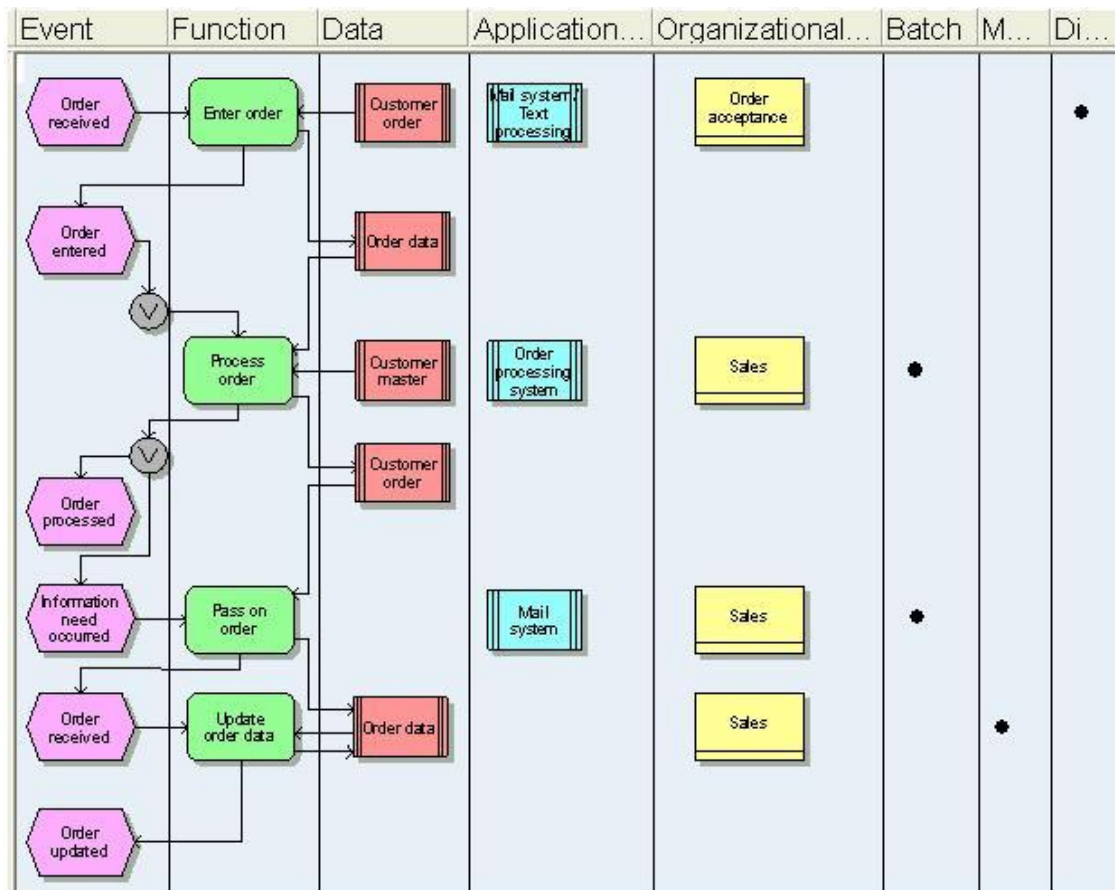 Event Function Data Application... Organizational... Batch M... Di...
Order
received
Enter order
Customer
order
Mail system/
Text
processing
Order
acceptance
Order
entered
Order data
V
Process
order
Customer
master
Order
processing
system
Sales
V
Customer
order
Order
processed
Information
need
occurred
Pass on
order
Mail
system
Sales
Order
received
Update
order data
Order data
Sales
Order
updated